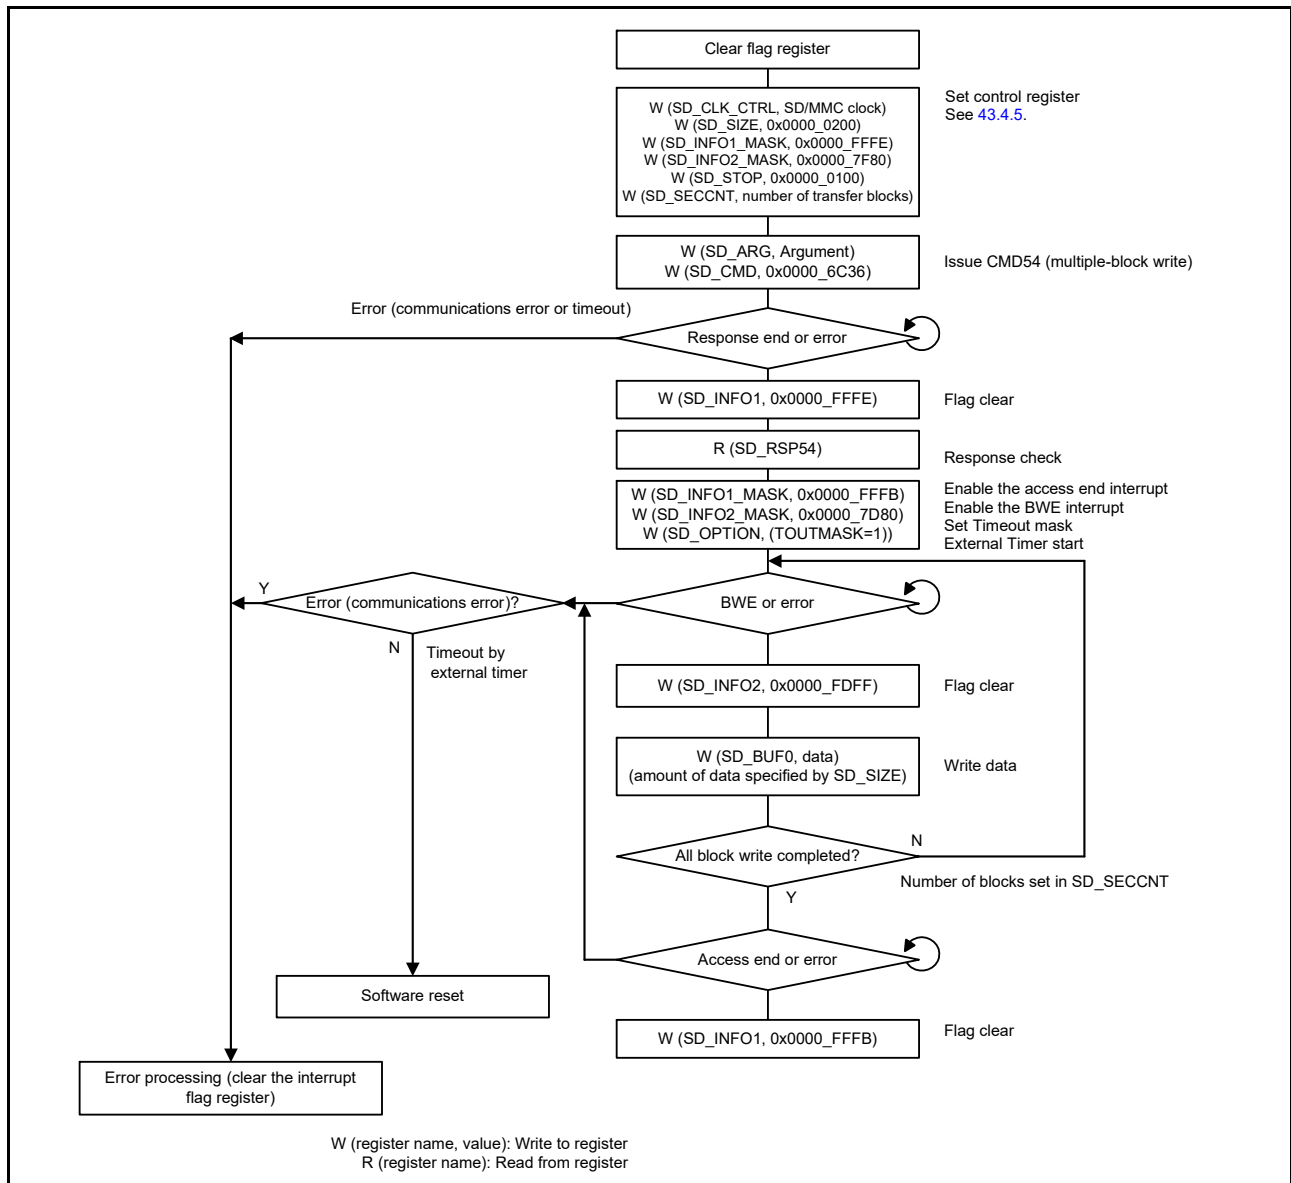 Clear flag register
W (SD_CLK_CTRL, SD/MMC clock)
W (SD_SIZE, 0x0000_0200)
W (SD_INFO1_MASK, 0x0000_FFFE)
W (SD_INFO2_MASK, 0x0000_7F80)
W (SD_STOP, 0x0000_0100)
W (SD_SECCNT, number of transfer blocks)
Set control register
See 43.4.5.
W (SD_ARG, Argument)
W (SD_CMD, 0x0000_6C36)
Issue CMD54 (multiple-block write)
Error (communications error or timeout)
Response end or error
W (SD_INFO1, 0x0000_FFFE)
Flag clear
R (SD_RSP54)
Response check
W (SD_INFO1_MASK, 0x0000_FFFB)
W (SD_INFO2_MASK, 0x0000_7D80)
W (SD_OPTION, (TOUTMASK=1))
Enable the access end interrupt
Enable the BWE interrupt
Set Timeout mask
External Timer start
Y
Error (communications error)?
BWE or error
N
Timeout by
external timer
W (SD_INFO2, 0x0000_FDFF)
Flag clear
W (SD_BUF0, data)
(amount of data specified by SD_SIZE)
Write data
All block write completed?
N
Number of blocks set in SD_SECCNT
Y
Access end or error
Software reset
W (SD_INFO1, 0x0000_FFFB)
Flag clear
Error processing (clear the interrupt
flag register)
W (register name, value): Write to register
R (register name): Read from register